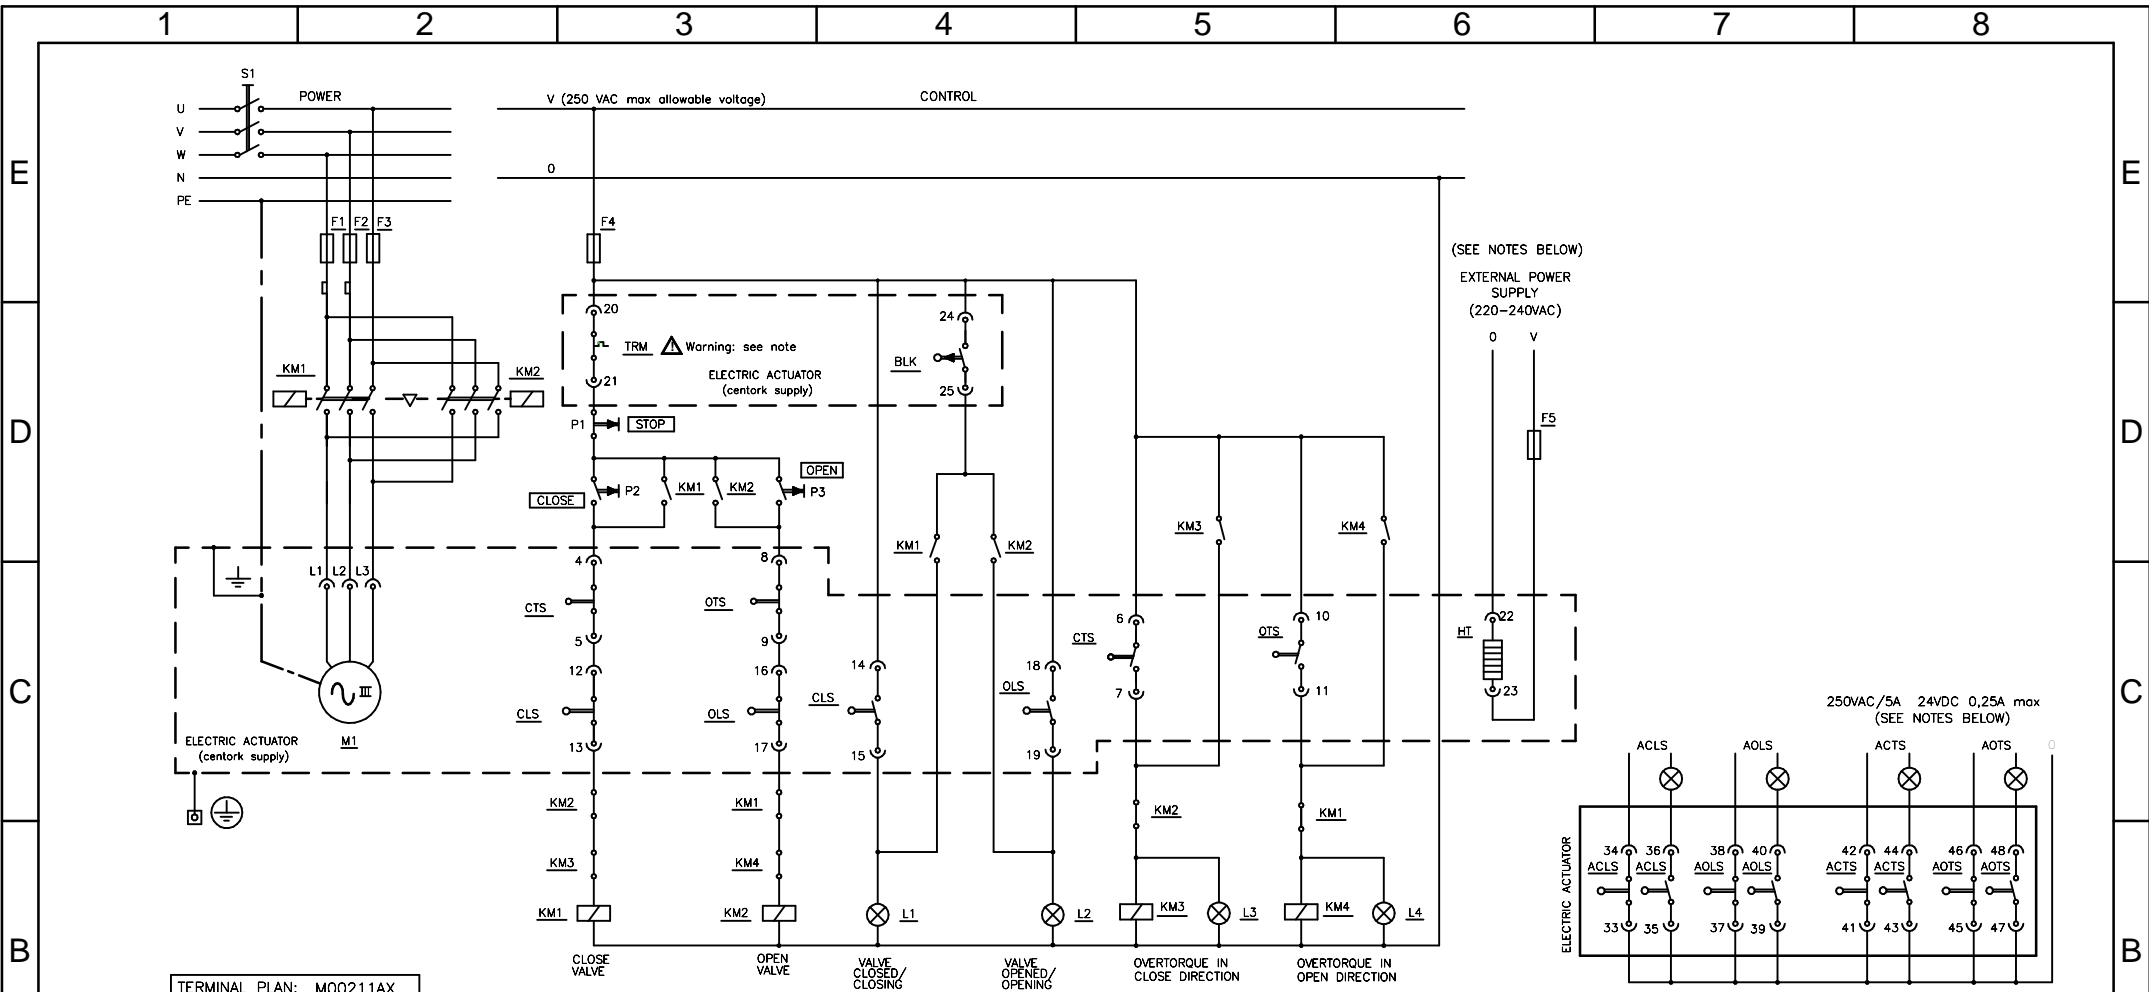 1 2 3 4 5 6 7 8
E E
D D
C C
B B
S1
POWER
U
V
W
N
PE
V (250 VAC max allowable voltage)
CONTROL
0
F1 F2 F3
F4
KM1
KM2
20
TRM
Warning: see note
21
ELECTRIC ACTUATOR
(centork supply)
24
BLK
25
P1 STOP
CLOSE
P2
KM1
KM2
OPEN
P3
KM1
KM2
KM3
KM4
(SEE NOTES BELOW)
EXTERNAL POWER
SUPPLY
(220-240VAC)
0 V
F5
L1 L2 L3
III
M1
ELECTRIC ACTUATOR
(centork supply)
4
CTS
5
12
CLS
13
8
OTS
9
16
OLS
17
14
CLS
15
18
OLS
19
6
CTS
7
10
OTS
11
22
HT
23
KM2
KM1
KM2
KM1
KM3
KM4
KM1
KM2
L1
L2
KM3
L3
KM4
L4
CLOSE
VALVE
OPEN
VALVE
VALVE
CLOSED/
CLOSING
VALVE
OPENED/
OPENING
OVERTORQUE IN
CLOSE DIRECTION
OVERTORQUE IN
OPEN DIRECTION
250VAC/5A 24VDC 0,25A max
(SEE NOTES BELOW)
ACLS AOLS ACTS AOTS 0
34 36 38 40 42 44 46 48
ACLS ACLS AOLS AOLS ACTS ACTS AOTS AOTS
33 35 37 39 41 43 45 47
ELECTRIC ACTUATOR
TERMINAL PLAN: M00211AX